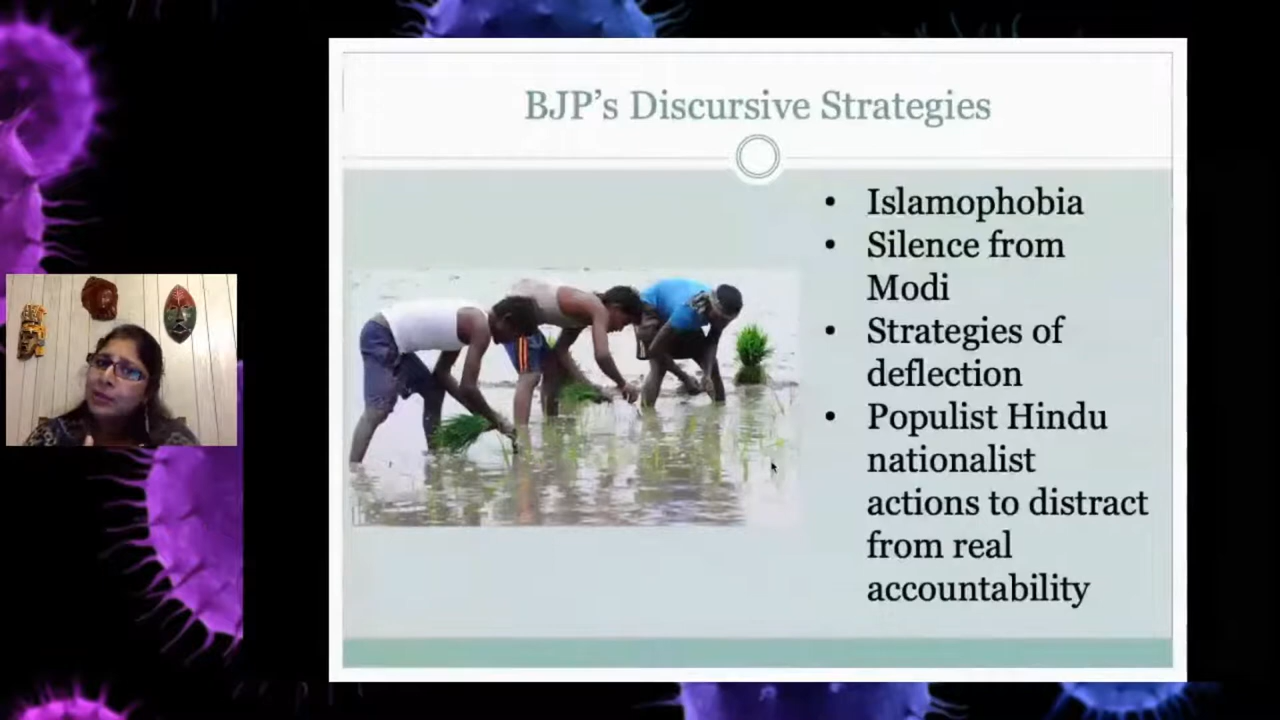 BJP’s Discursive Strategies
• Islamophobia
• Silence from
Modi
• Strategies of
deflection
• Populist Hindu
nationalist
actions to distract
from real
accountability